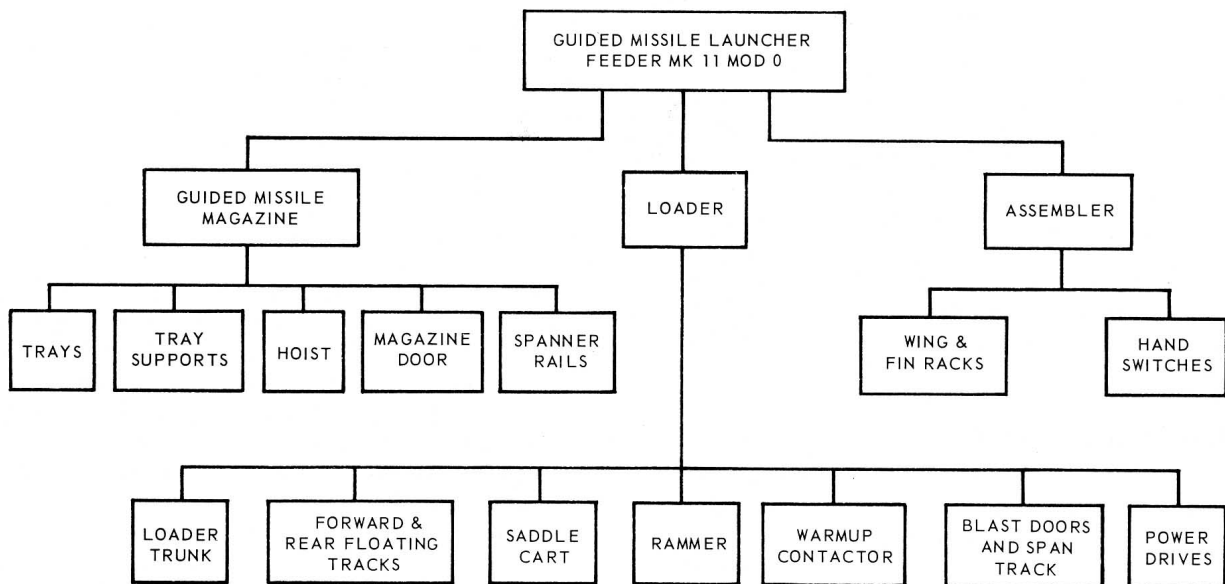 GUIDED MISSILE LAUNCHER
FEEDER MK 11 MOD 0
GUIDED MISSILE
MAGAZINE
LOADER
ASSEMBLER
TRAYS
TRAY
SUPPORTS
HOIST
MAGAZINE
DOOR
SPANNER
RAILS
WING &
FIN RACKS
HAND
SWITCHES
LOADER
TRUNK
FORWARD &
REAR FLOATING
TRACKS
SADDLE
CART
RAMMER
WARMUP
CONTACTOR
BLAST DOORS
AND SPAN
TRACK
POWER
DRIVES